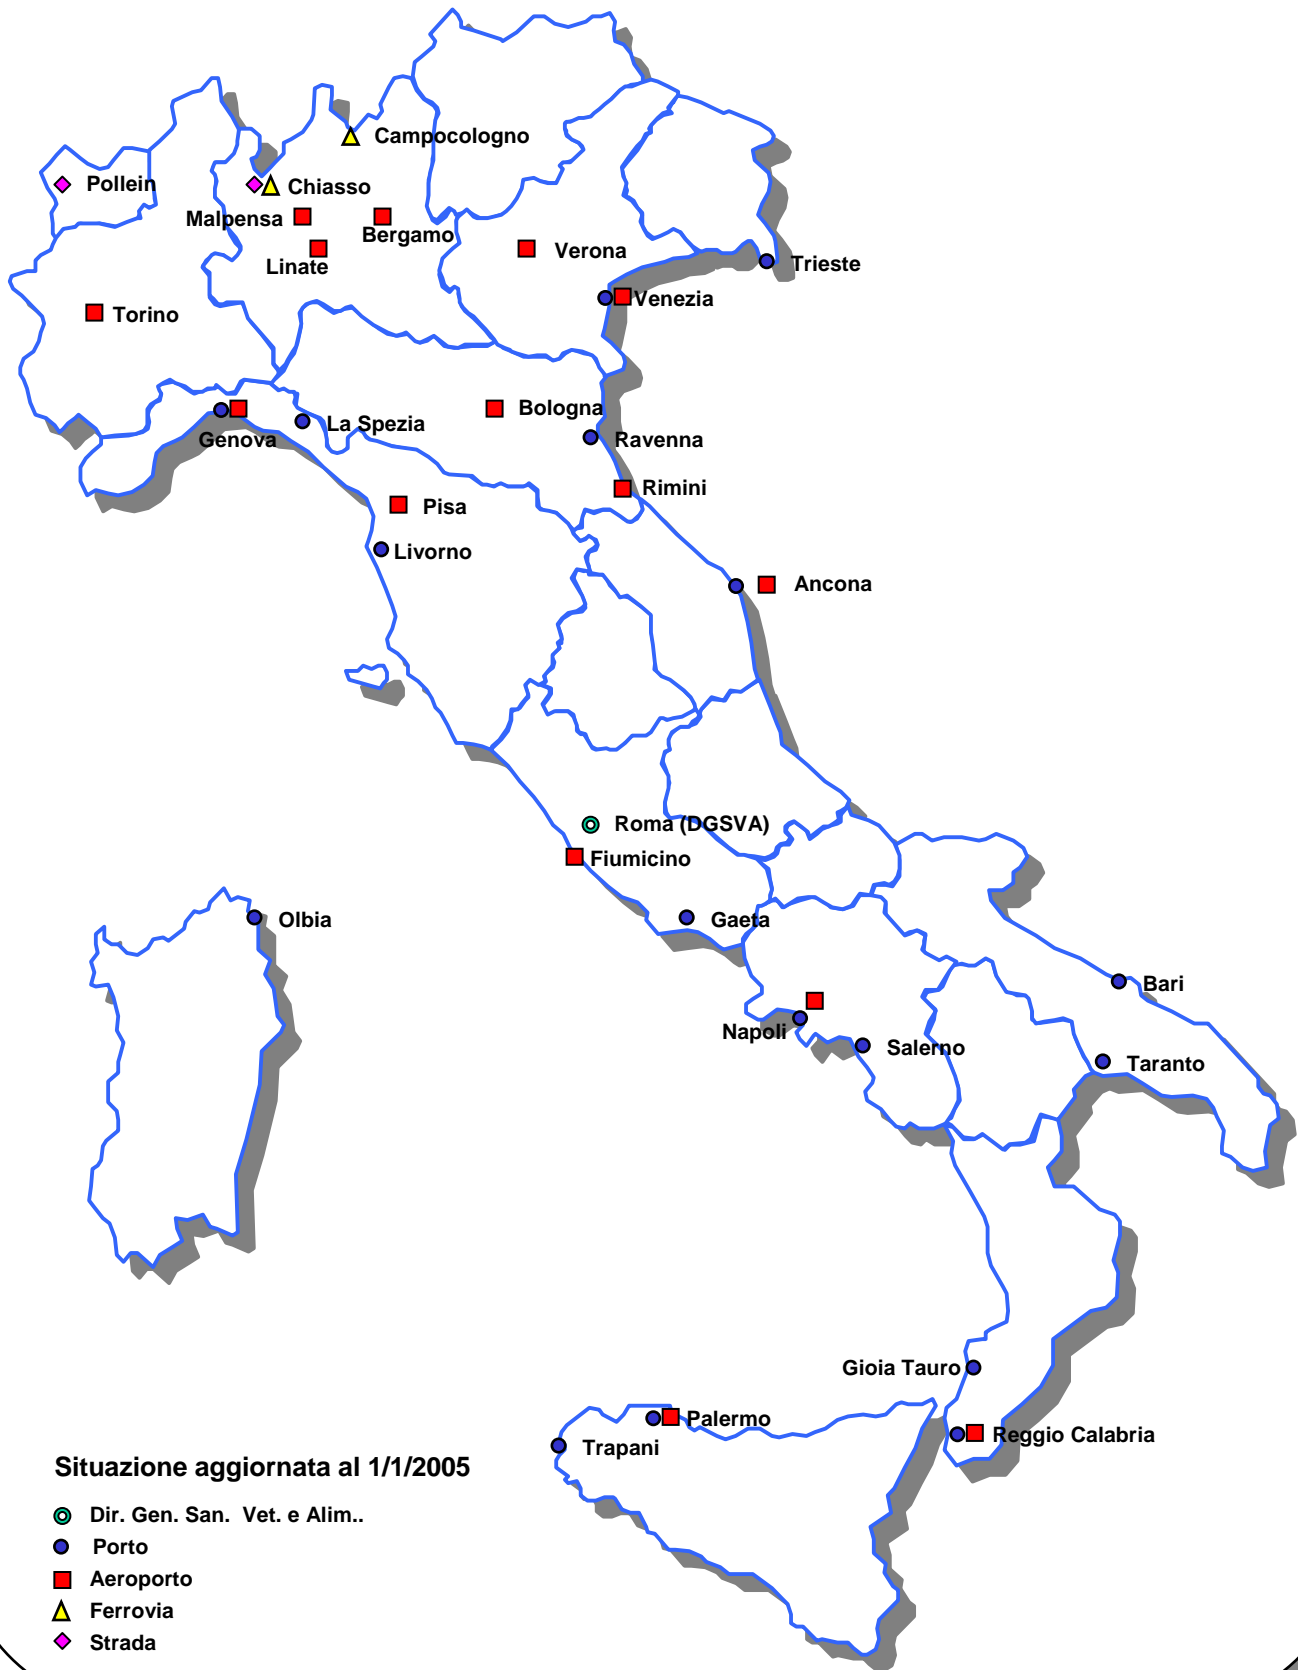 Campocologno
Pollein
Chiasso
Malpensa
Bergamo
Linate
Verona
Trieste
Venezia
Torino
Bologna
La Spezia
Genova
Ravenna
Rimini
Pisa
Livorno
Ancona
Roma (DGSVA)
Fiumicino
Olbia
Gaeta
Bari
Napoli
Salerno
Taranto
Gioia Tauro
Palermo
Reggio Calabria
Trapani
Situazione aggiornata al 1/1/2005
Dir. Gen. San. Vet. e Alim..
Porto
Aeroporto
Ferrovia
Strada